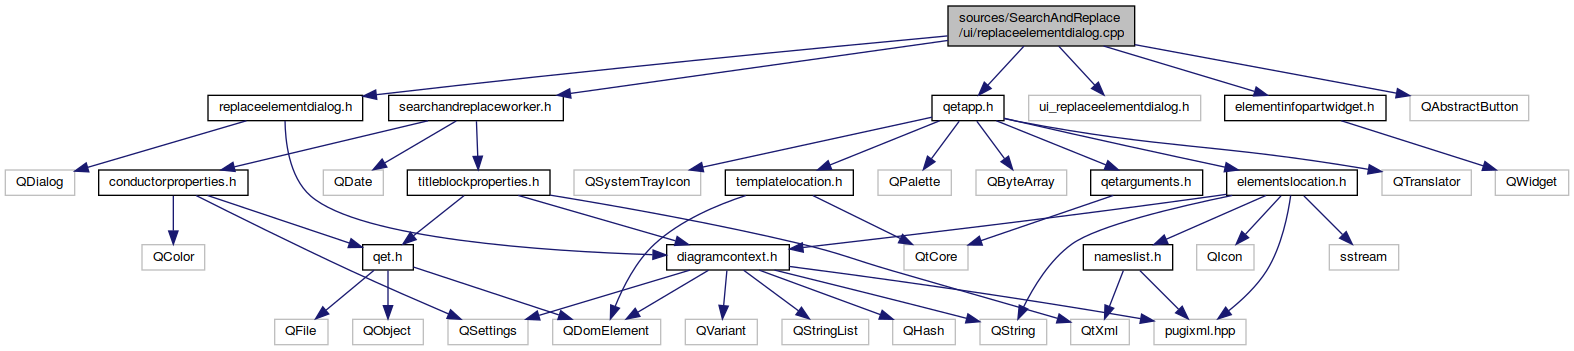 sources/SearchAndReplace
/ui/replaceelementdialog.cpp
replaceelementdialog.h
searchandreplaceworker.h
qetapp.h
ui_replaceelementdialog.h
elementinfopartwidget.h
QAbstractButton
QDialog
conductorproperties.h
QDate
titleblockproperties.h
QSystemTrayIcon
templatelocation.h
QPalette
QByteArray
qetarguments.h
elementslocation.h
QTranslator
QWidget
QColor
qet.h
diagramcontext.h
QtCore
nameslist.h
QIcon
sstream
QFile
QObject
QSettings
QDomElement
QVariant
QStringList
QHash
QString
QtXml
pugixml.hpp